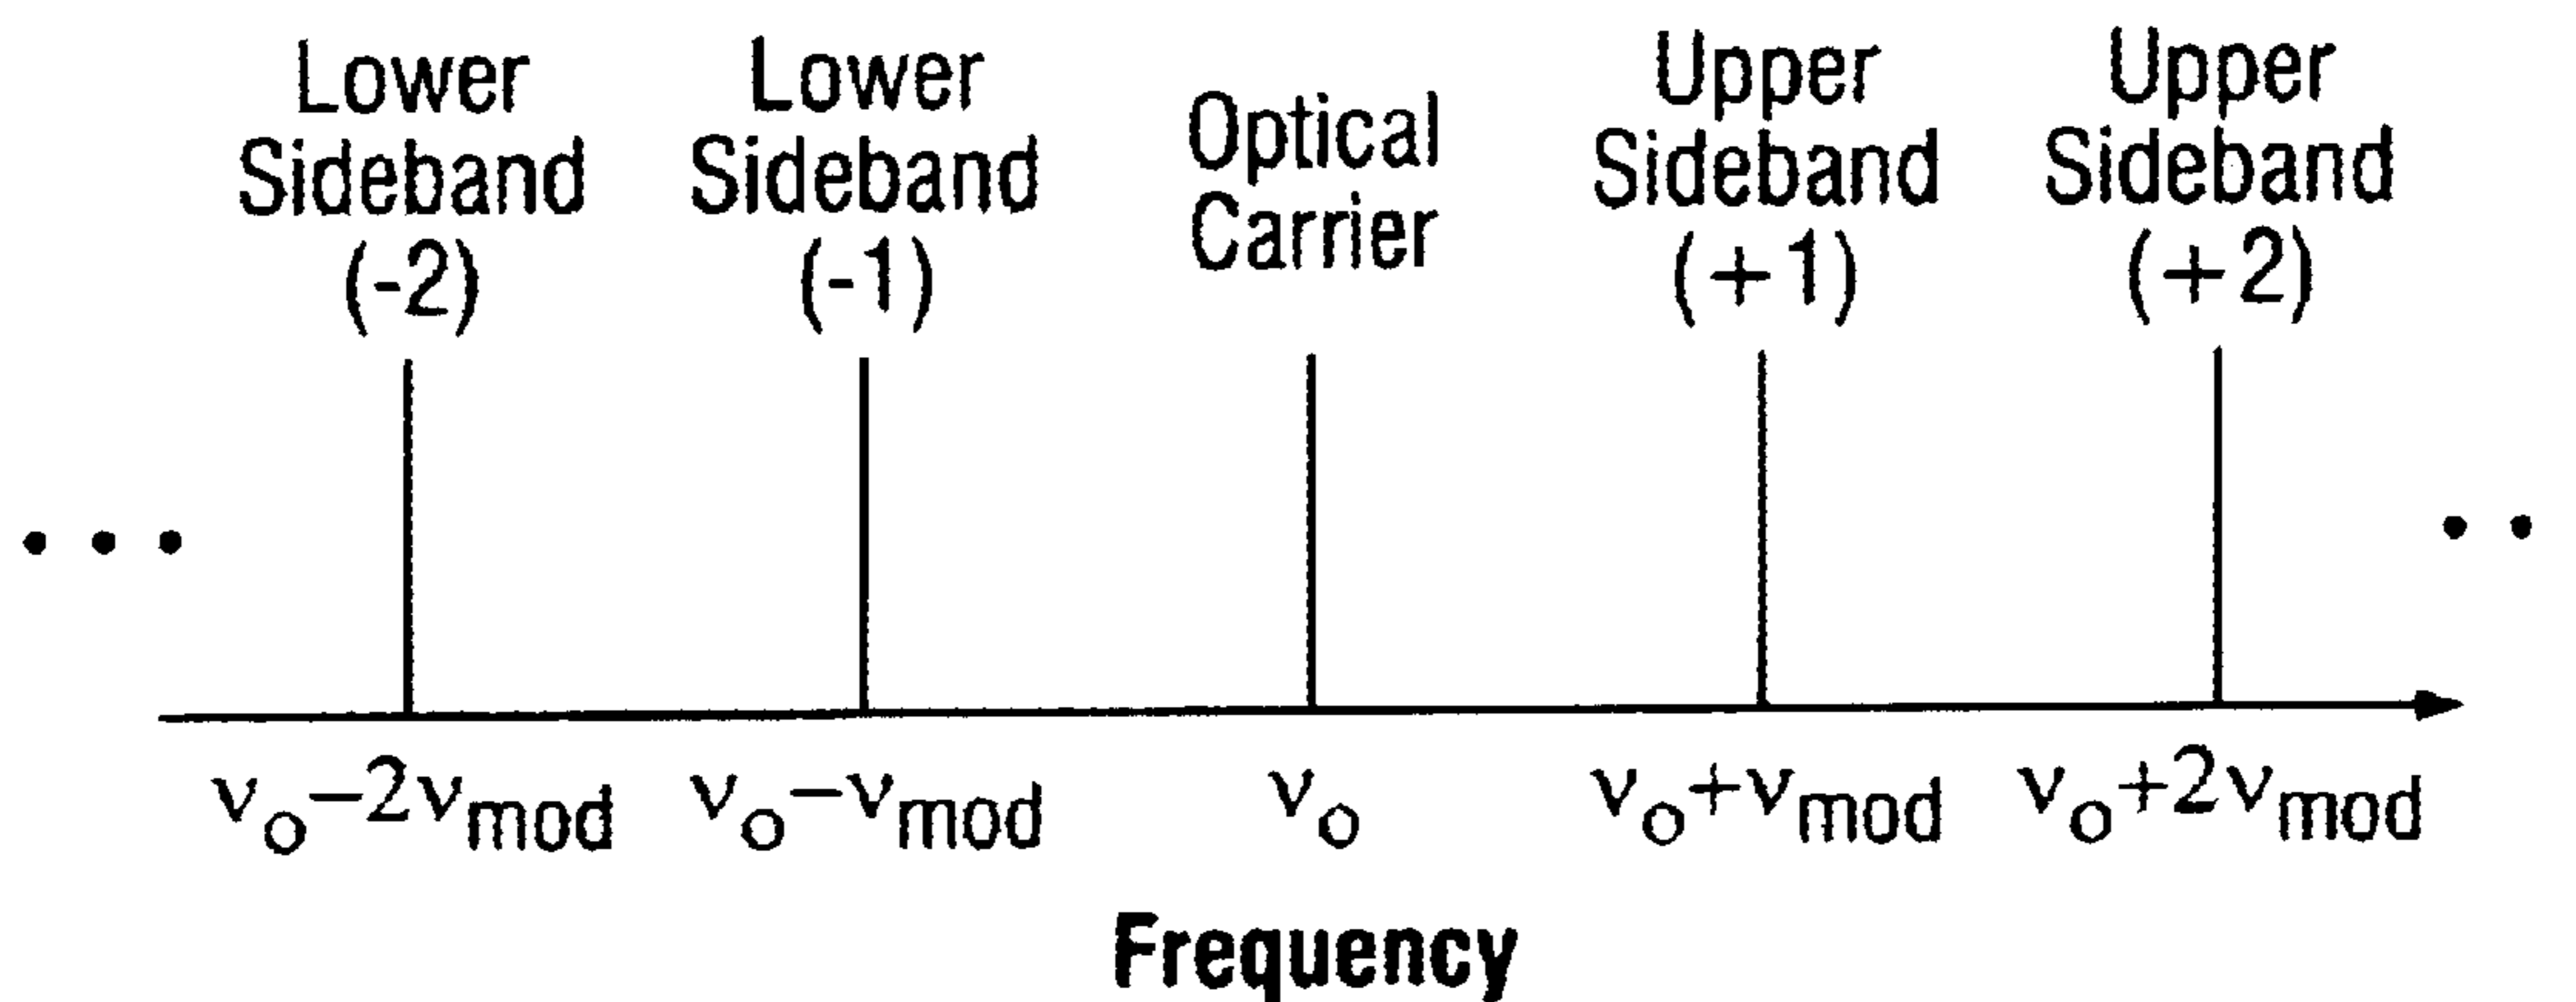 Lower
Sideband
(-2)
Lower
Sideband
(-1)
Optical
Carrier
Upper
Sideband
(+1)
Upper
Sideband
(+2)
νo−2νmod
νo−νmod
νo
νo+νmod
νo+2νmod
Frequency